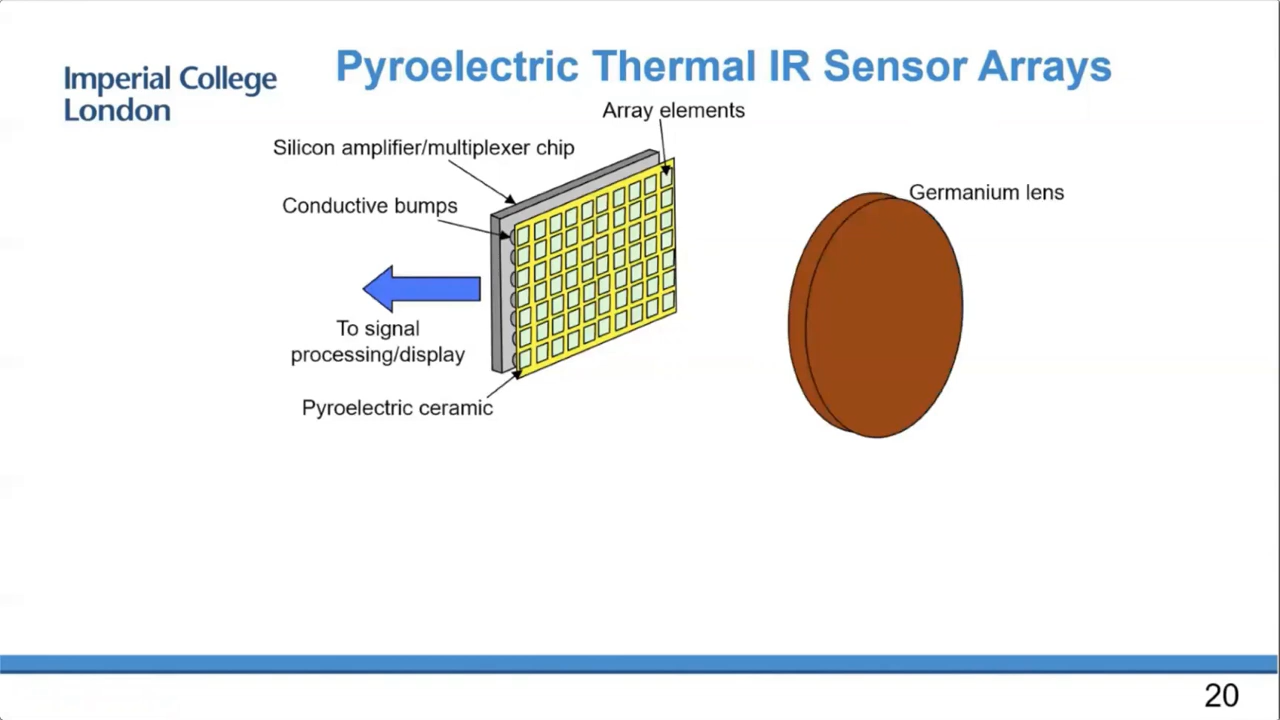 Imperial College
London
Pyroelectric Thermal IR Sensor Arrays
Array elements
Silicon amplifier/multiplexer chip
Conductive bumps
Germanium lens
To signal
processing/display
Pyroelectric ceramic
20